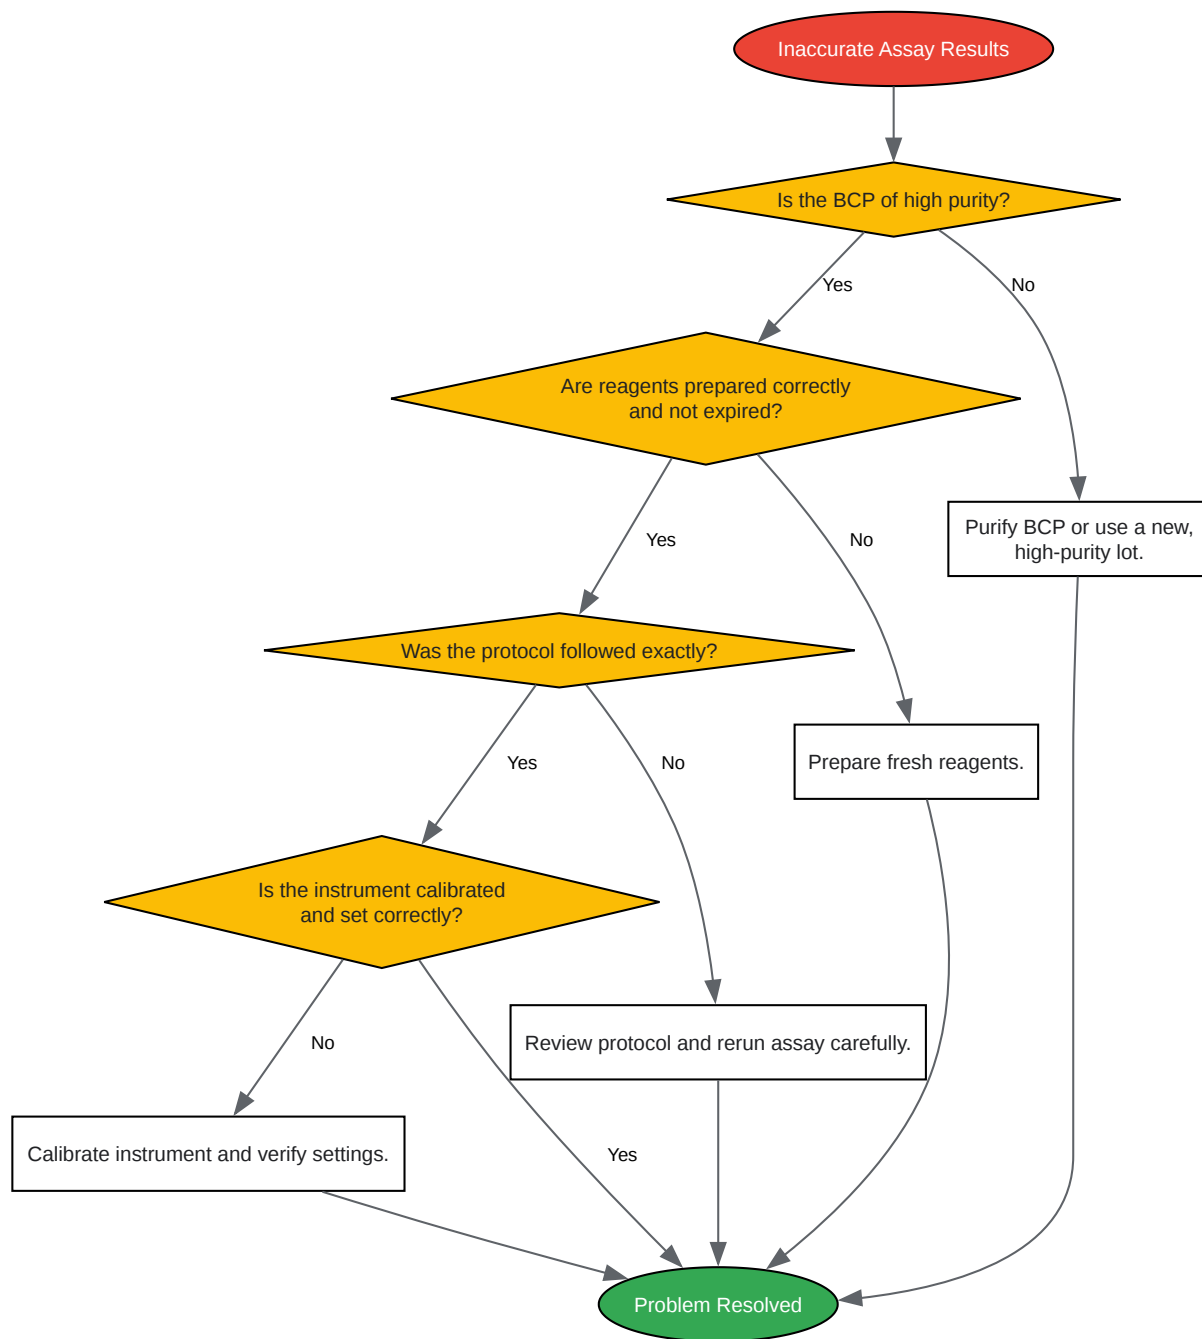 Inaccurate Assay Results
Is the BCP of high purity?
Yes
No
Are reagents prepared correctly
and not expired?
Purify BCP or use a new,
high-purity lot.
Yes
No
Was the protocol followed exactly?
Prepare fresh reagents.
Yes
No
Is the instrument calibrated
and set correctly?
Review protocol and rerun assay carefully.
No
Calibrate instrument and verify settings.
Yes
Problem Resolved